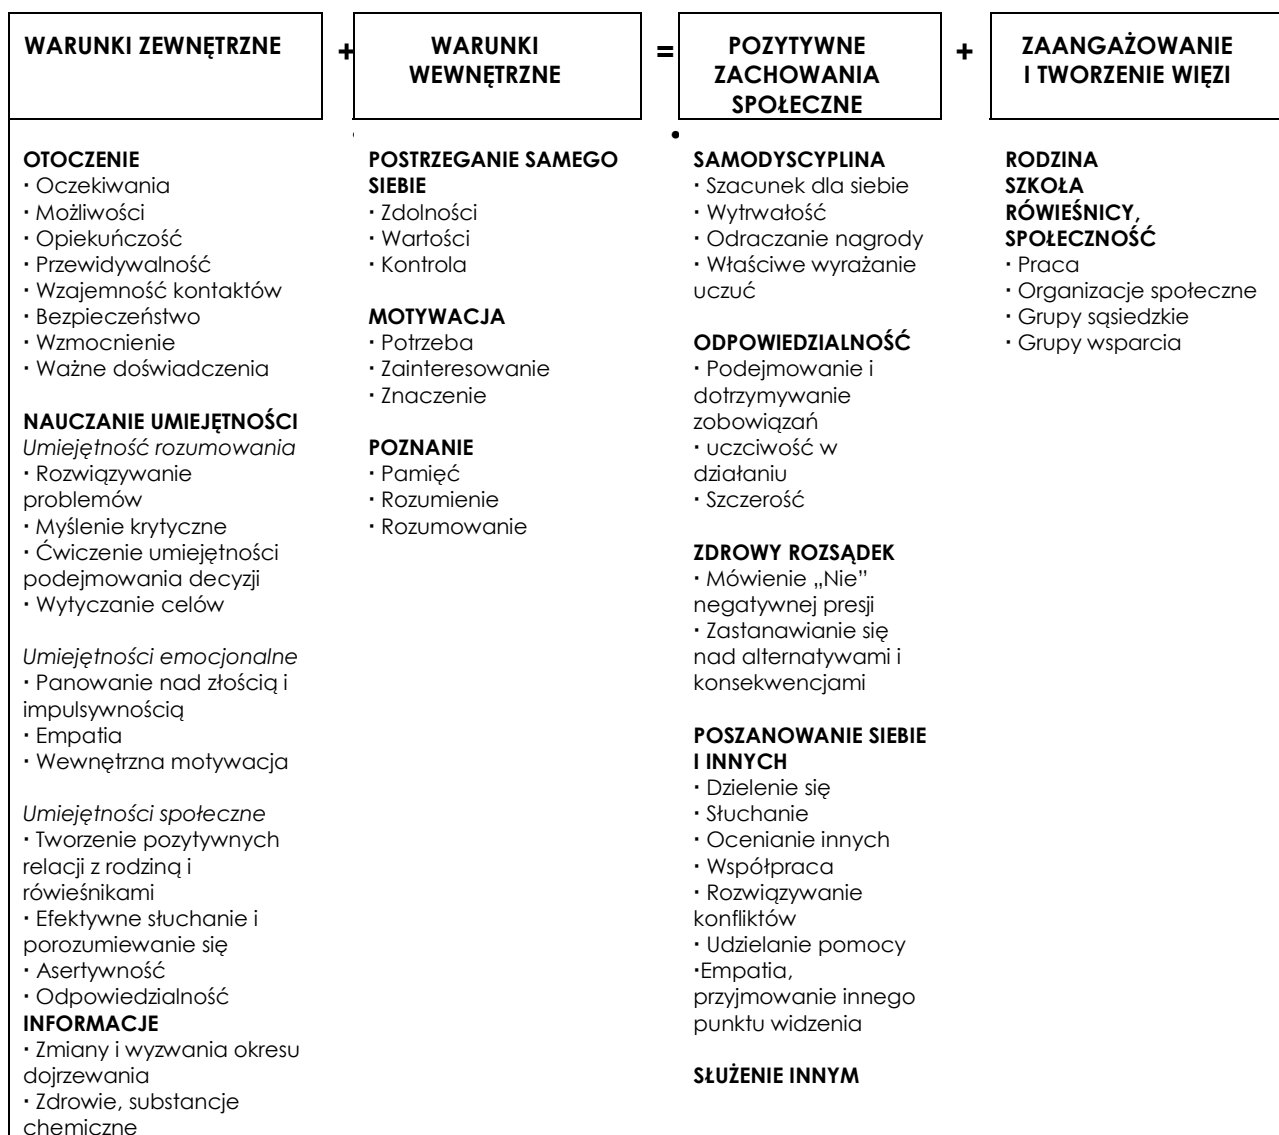 WARUNKI ZEWNĘTRZNE
+
WARUNKI
WEWNĘTRZNE
=
POZYTYWNE
ZACHOWANIA
SPOŁECZNE
+
ZAANGAŻOWANIE
I TWORZENIE WIĘZI
OTOCZENIE
· Oczekiwania
· Możliwości
· Opiekuńczość
· Przewidywalność
· Wzajemność kontaktów
· Bezpieczeństwo
· Wzmocnienie
· Ważne doświadczenia
NAUCZANIE UMIEJĘTNOŚCI
Umiejętność rozumowania
· Rozwiązywanie
problemów
· Myślenie krytyczne
· Ćwiczenie umiejętności
podejmowania decyzji
· Wytyczanie celów
Umiejętności emocjonalne
· Panowanie nad złością i
impulsywnością
· Empatia
· Wewnętrzna motywacja
Umiejętności społeczne
· Tworzenie pozytywnych
relacji z rodziną i
rówieśnikami
· Efektywne słuchanie i
porozumiewanie się
· Asertywność
· Odpowiedzialność
INFORMACJE
· Zmiany i wyzwania okresu
dojrzewania
· Zdrowie, substancje
chemiczne
POSTRZEGANIE SAMEGO
SIEBIE
· Zdolności
· Wartości
· Kontrola
MOTYWACJA
· Potrzeba
· Zainteresowanie
· Znaczenie
POZNANIE
· Pamięć
· Rozumienie
· Rozumowanie
SAMODYSCYPLINA
· Szacunek dla siebie
· Wytrwałość
· Odraczanie nagrody
· Właściwe wyrażanie
uczuć
ODPOWIEDZIALNOŚĆ
· Podejmowanie i
dotrzymywanie
zobowiązań
· uczciwość w
działaniu
· Szczerość
ZDROWY ROZSĄDEK
· Mówienie „Nie”
negatywnej presji
· Zastanawianie się
nad alternatywami i
konsekwencjami
POSZANOWANIE SIEBIE
I INNYCH
· Dzielenie się
· Słuchanie
· Ocenianie innych
· Współpraca
· Rozwiązywanie
konfliktów
· Udzielanie pomocy
·Empatia,
przyjmowanie innego
punktu widzenia
SŁUŻENIE INNYM
RODZINA
SZKOŁA
RÓWIEŚNICY,
SPOŁECZNOŚĆ
· Praca
· Organizacje społeczne
· Grupy sąsiedzkie
· Grupy wsparcia